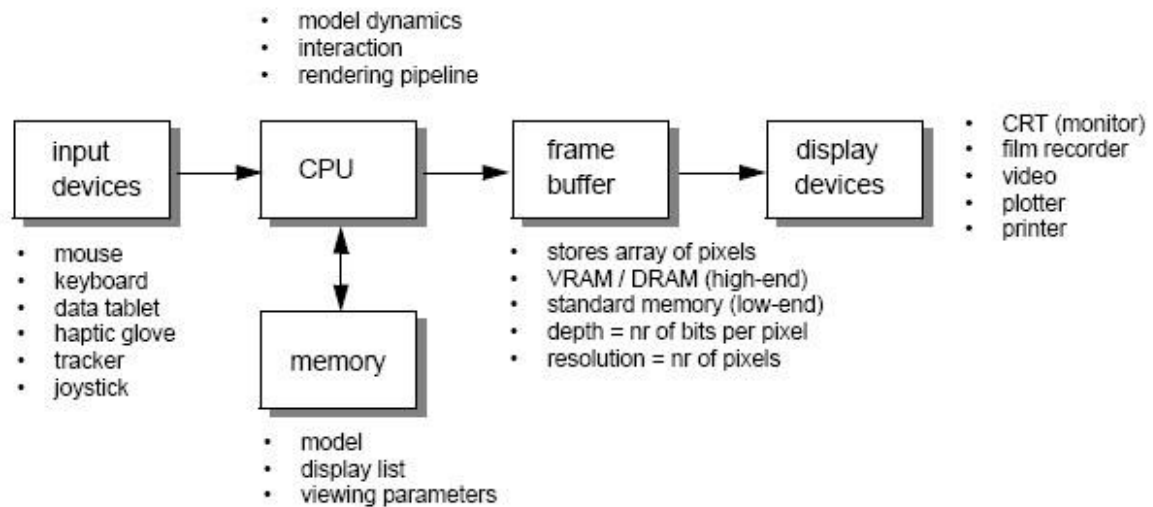 • model dynamics
• interaction
• rendering pipeline
input
devices
CPU
frame
buffer
display
devices
• CRT (monitor)
• film recorder
• video
• plotter
• printer
• mouse
• keyboard
• data tablet
• haptic glove
• tracker
• joystick
memory
• stores array of pixels
• VRAM / DRAM (high-end)
• standard memory (low-end)
• depth = nr of bits per pixel
• resolution = nr of pixels
• model
• display list
• viewing parameters